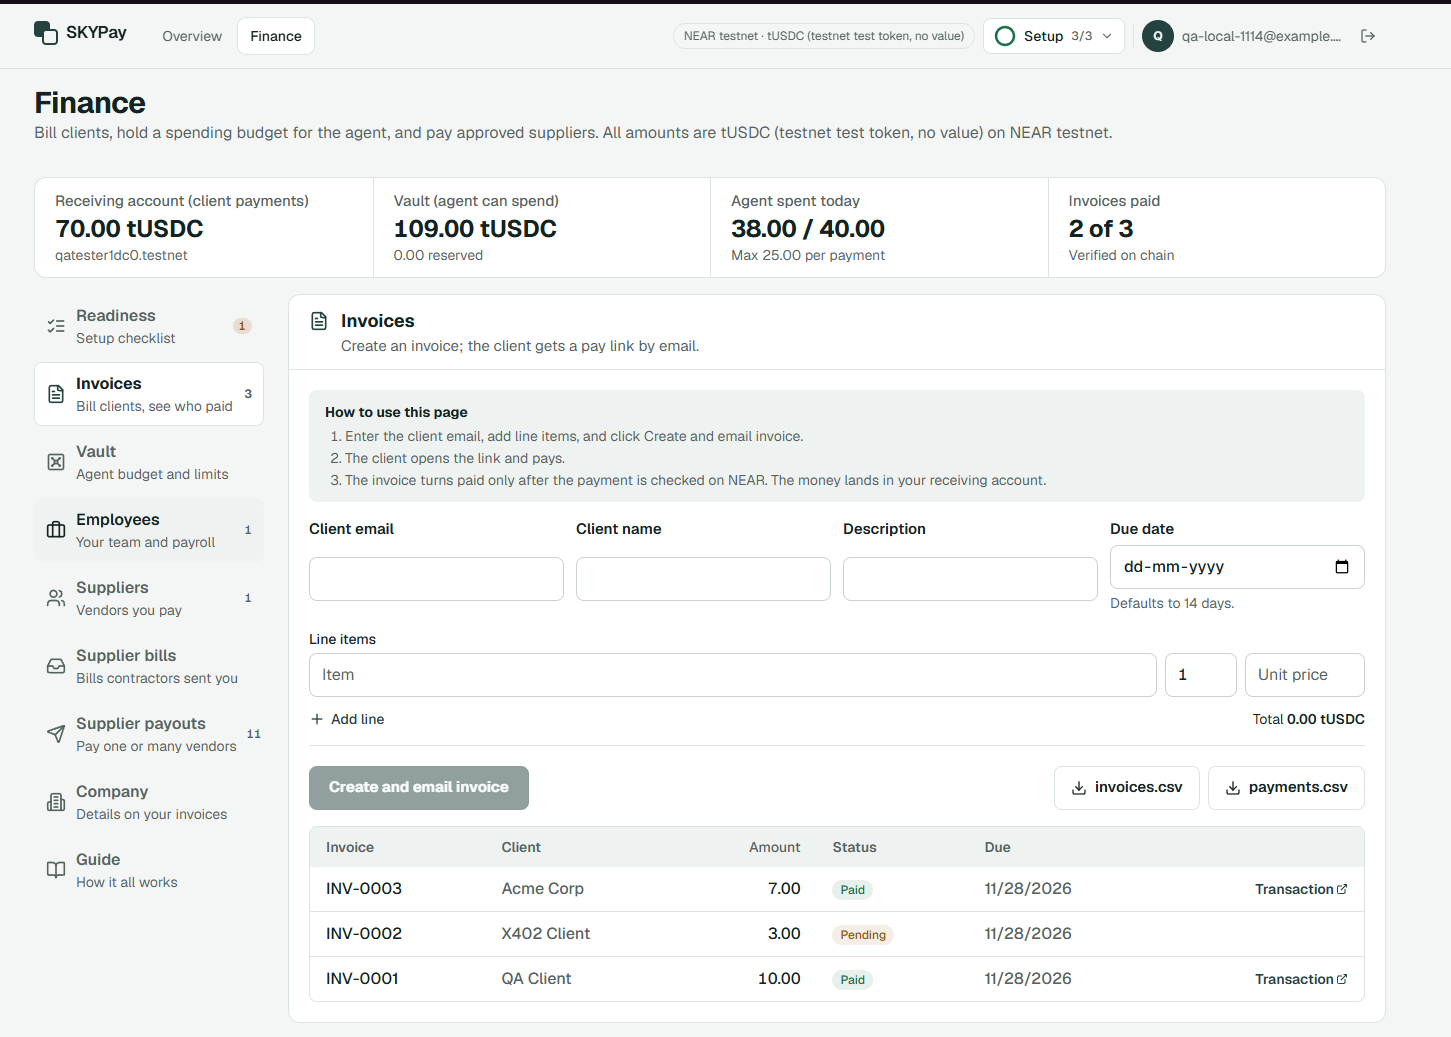 SKYPay
Overview
Finance
NEAR testnet · tUSDC (testnet test token, no value)
Setup 3/3
Q
qa-local-1114@example....
Finance
Bill clients, hold a spending budget for the agent, and pay approved suppliers. All amounts are tUSDC (testnet test token, no value) on NEAR testnet.
Receiving account (client payments)
70.00 tUSDC
qatester1dc0.testnet
Vault (agent can spend)
109.00 tUSDC
0.00 reserved
Agent spent today
38.00 / 40.00
Max 25.00 per payment
Invoices paid
2 of 3
Verified on chain
Readiness
Setup checklist
1
Invoices
Bill clients, see who paid
3
Vault
Agent budget and limits
Employees
Your team and payroll
1
Suppliers
Vendors you pay
1
Supplier bills
Bills contractors sent you
Supplier payouts
Pay one or many vendors
11
Company
Details on your invoices
Guide
How it all works
Invoices
Create an invoice; the client gets a pay link by email.
How to use this page
1. Enter the client email, add line items, and click Create and email invoice.
2. The client opens the link and pays.
3. The invoice turns paid only after the payment is checked on NEAR. The money lands in your receiving account.
Client email
Client name
Description
Due date
dd-mm-yyyy
Defaults to 14 days.
Line items
Item
1
Unit price
Add line
Total 0.00 tUSDC
Create and email invoice
invoices.csv
payments.csv
Invoice Client Amount Status Due
INV-0003 Acme Corp 7.00 Paid 11/28/2026 Transaction
INV-0002 X402 Client 3.00 Pending 11/28/2026
INV-0001 QA Client 10.00 Paid 11/28/2026 Transaction